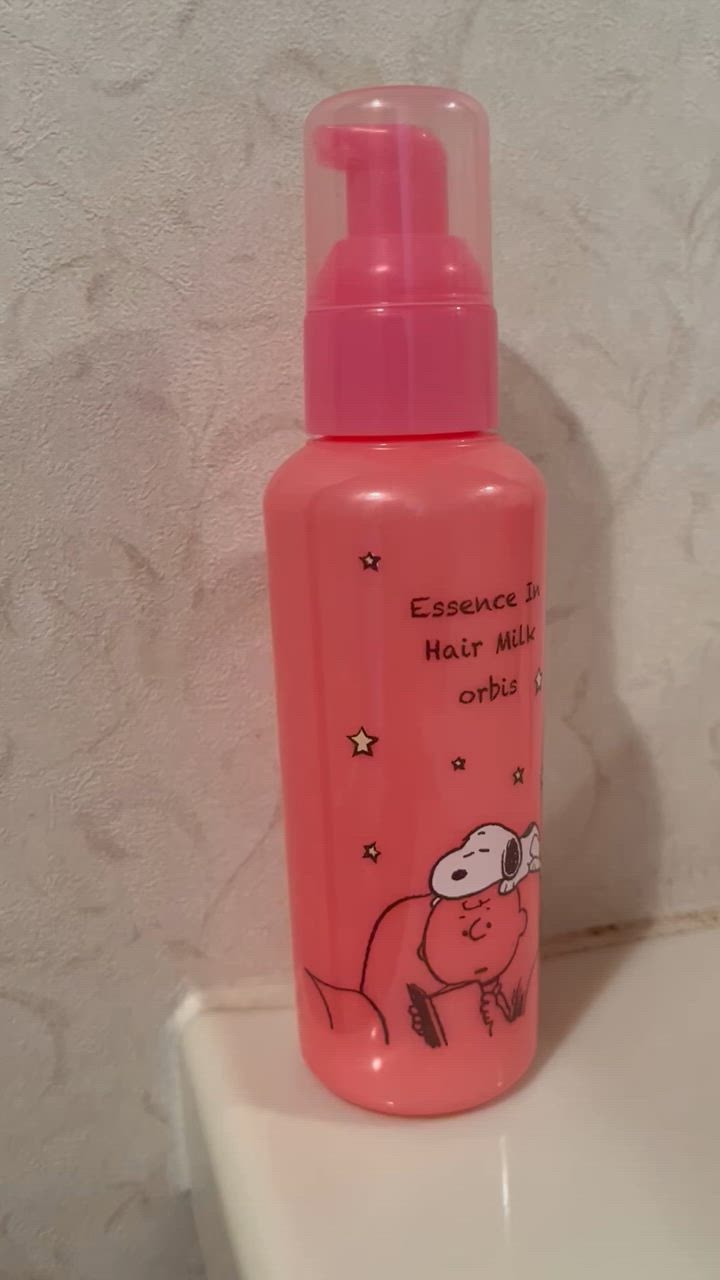 Essence In
Hair Milk
orbis